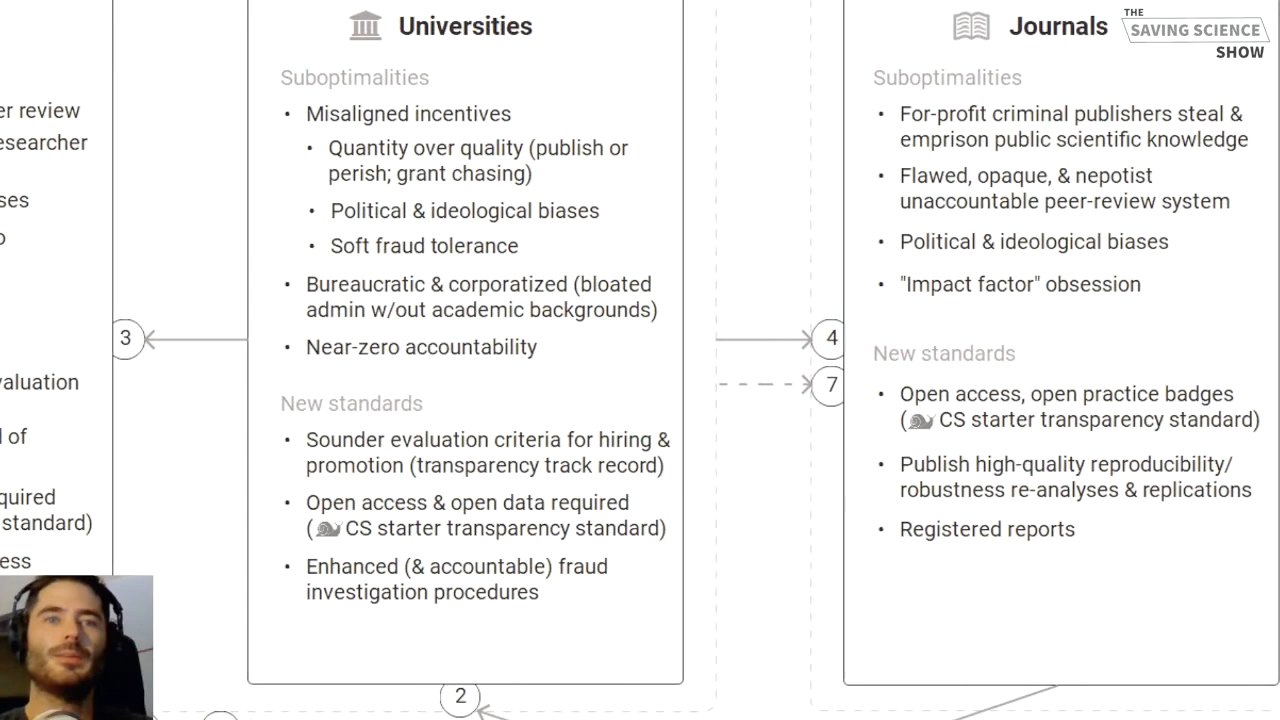 THE
SAVING SCIENCE
SHOW
er review
esearcher
ses
o
valuation
l of
quired
standard)
ess
3
Universities
Suboptimalities
• Misaligned incentives
• Quantity over quality (publish or
perish; grant chasing)
• Political & ideological biases
• Soft fraud tolerance
• Bureaucratic & corporatized (bloated
admin w/out academic backgrounds)
• Near-zero accountability
New standards
• Sounder evaluation criteria for hiring &
promotion (transparency track record)
• Open access & open data required
( CS starter transparency standard)
• Enhanced (& accountable) fraud
investigation procedures
2
4
7
Journals
Suboptimalities
• For-profit criminal publishers steal &
emprison public scientific knowledge
• Flawed, opaque, & nepotist
unaccountable peer-review system
• Political & ideological biases
• "Impact factor" obsession
New standards
• Open access, open practice badges
( CS starter transparency standard)
• Publish high-quality reproducibility/
robustness re-analyses & replications
• Registered reports